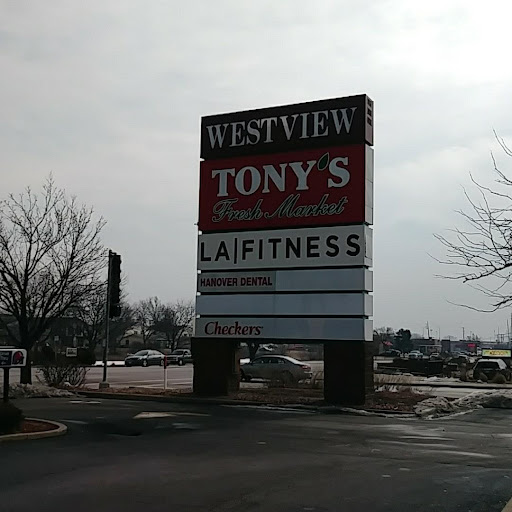 WESTVIEW
TONY'S
Fresh Market
LA|FITNESS
HANOVER DENTAL
Checkers